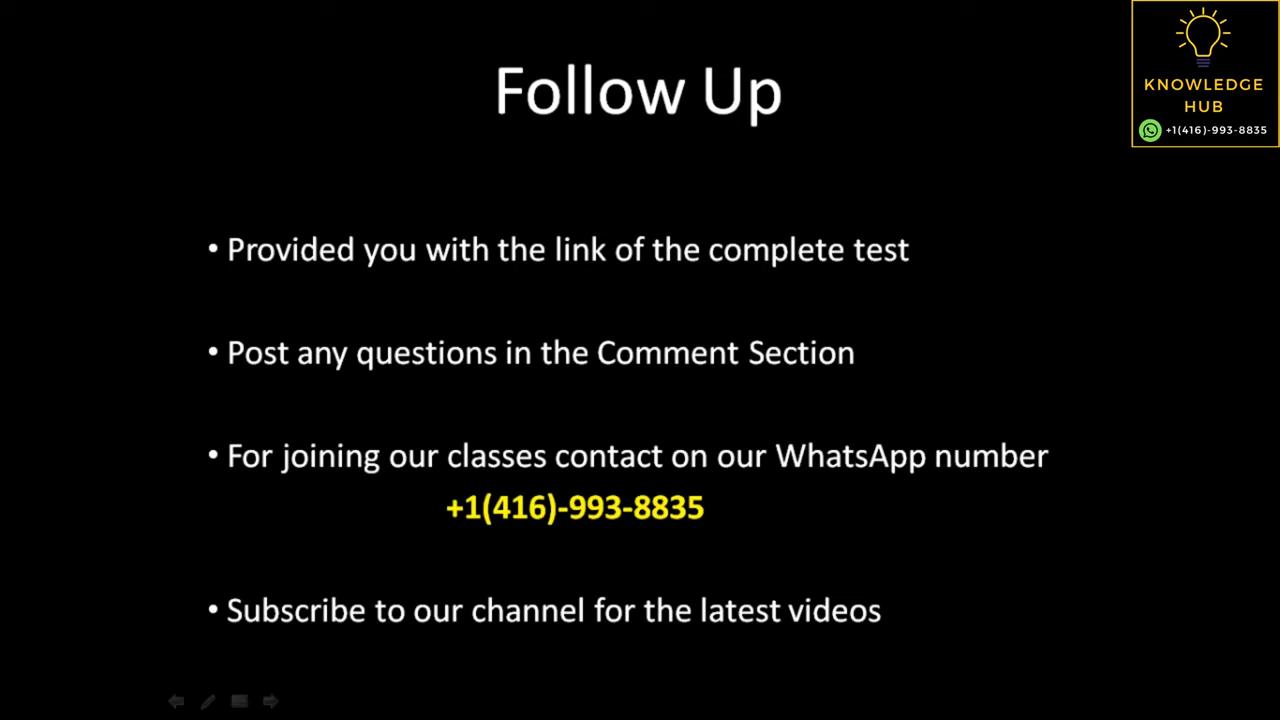 Follow Up
KNOWLEDGE
HUB
+1(416)-993-8835
• Provided you with the link of the complete test
• Post any questions in the Comment Section
• For joining our classes contact on our WhatsApp number
+1(416)-993-8835
• Subscribe to our channel for the latest videos